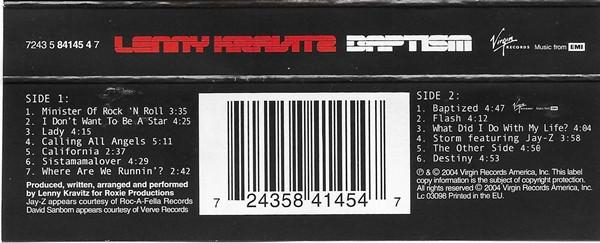 7243 5 84145 4 7
LENNY KRAVITZ BAPTISM
Virgin
RECORDS
Music from EMI
SIDE 1:
1. Minister Of Rock 'N Roll 3:35
2. I Don't Want To Be A Star 4:25
3. Lady 4:15
4. Calling All Angels 5:11
5. California 2:37
6. Sistamamalover 4:29
7. Where Are We Runnin'? 2:42
Produced, written, arranged and performed
by Lenny Kravitz for Roxie Productions
Jay-Z appears courtesy of Roc-A-Fella Records
David Sanborn appears courtesy of Verve Records
7 24358 41454 7
SIDE 2:
1. Baptized 4:47
2. Flash 4:12
3. What Did I Do With My Life? 4:04
4. Storm featuring Jay-Z 3:58
5. The Other Side 4:50
6. Destiny 4:53
℗ & © 2004 Virgin Records America, Inc. This label
copy information is the subject of copyright protection.
All rights reserved. © 2004 Virgin Records America, Inc.
Lc 03098 Printed in the EU.